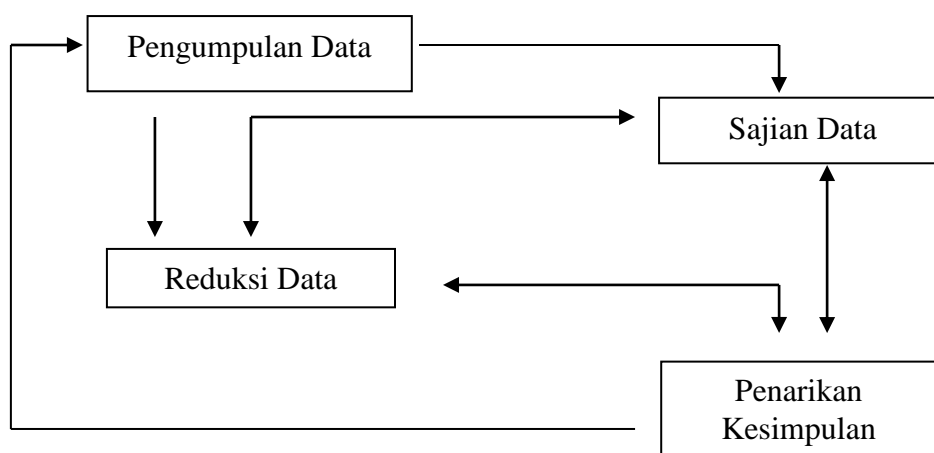 Pengumpulan Data
Sajian Data
Reduksi Data
Penarikan
Kesimpulan